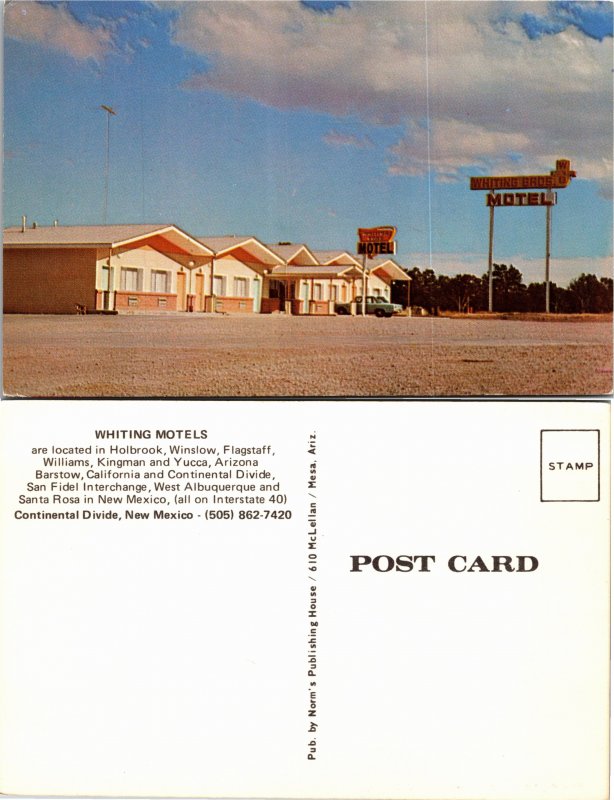 WHITING BROS.
MOTEL
MOTEL
WHITING MOTELS
are located in Holbrook, Winslow, Flagstaff,
Williams, Kingman and Yucca, Arizona
Barstow, California and Continental Divide,
San Fidel Interchange, West Albuquerque and
Santa Rosa in New Mexico, (all on Interstate 40)
Continental Divide, New Mexico - (505) 862-7420
Pub. by Norm's Publishing House / 610 McLellan / Mesa, Ariz.
STAMP
POST CARD